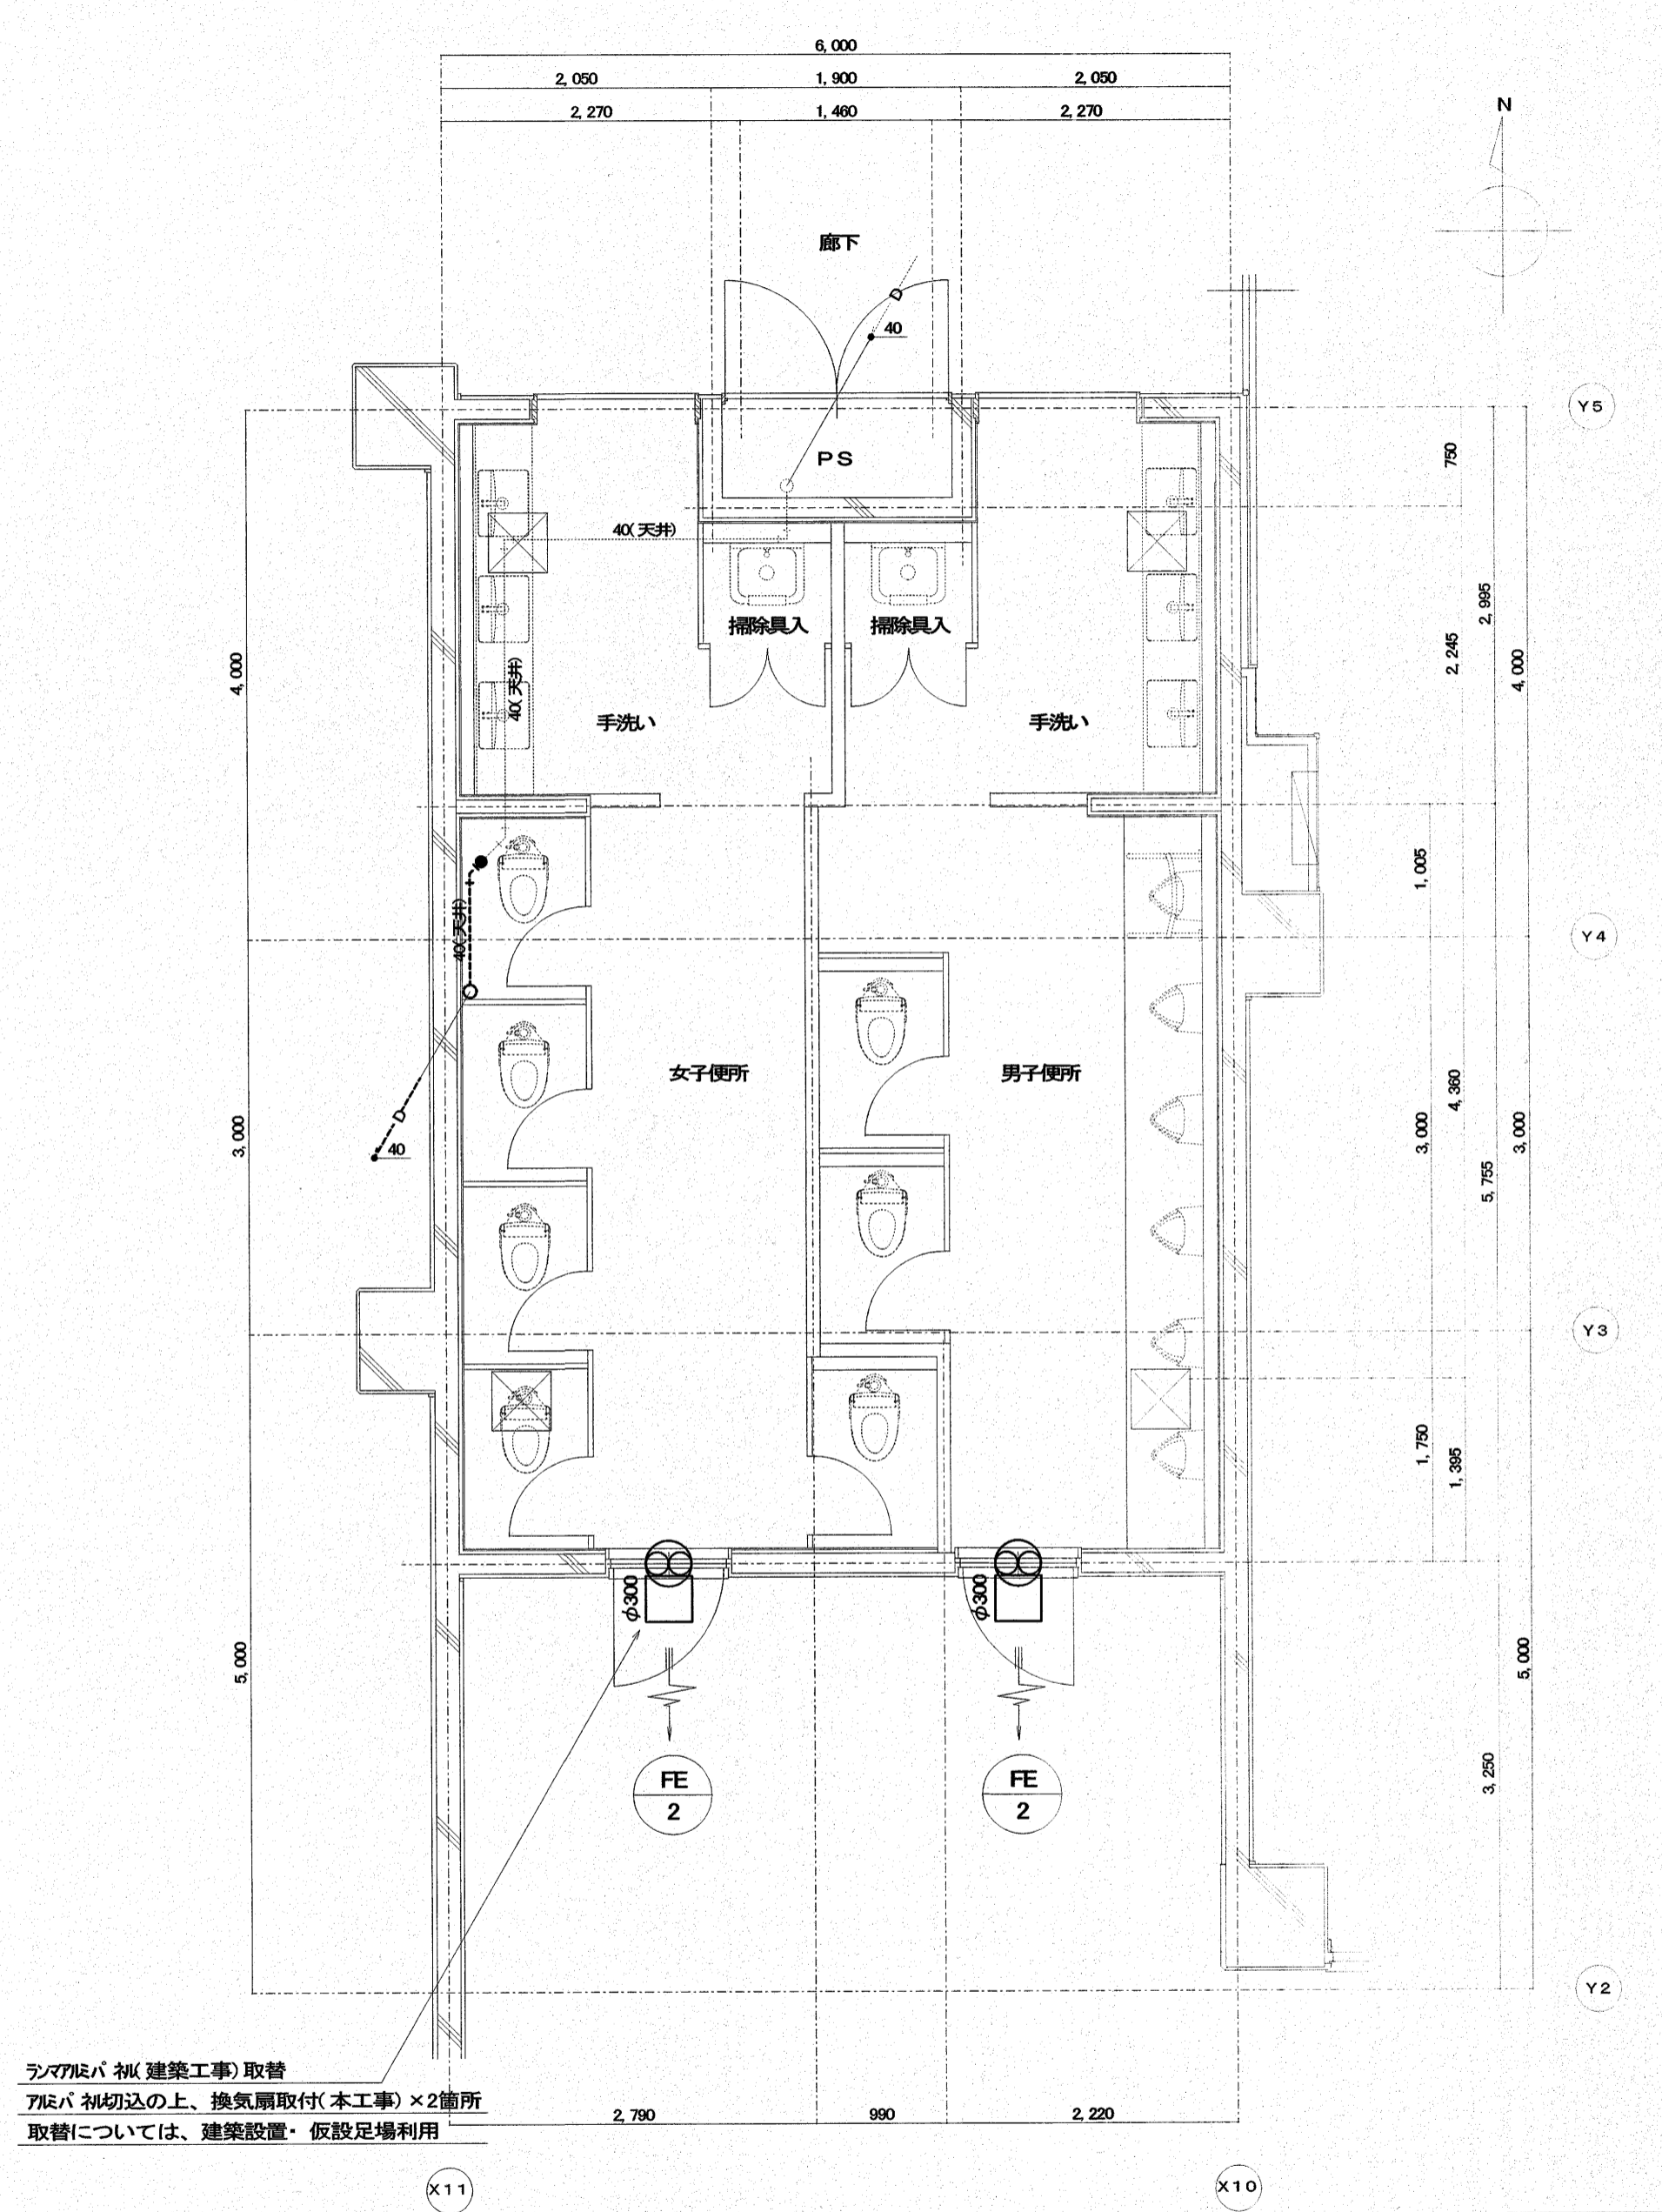 6,000
2,050
1,900
2,050
2,270
1,460
2,270
N
廊下
D
40
Y5
PS
750
40(天井)
2,995
掃除具入
掃除具入
2,245
4,000
4,000
40(天井)
手洗い
手洗い
1,005
40(天井)
Y4
女子便所
男子便所
4,360
D
3,000
3,000
3,000
40
5,755
Y3
1,750
1,395
φ300
φ300
5,000
5,000
FE
2
FE
2
3,250
Y2
ランマアルミパネル(建築工事)取替
アルミパネル切込の上、換気扇取付(本工事)×2箇所
取替については、建築設置・仮設足場利用
2,790
990
2,220
X11
X10